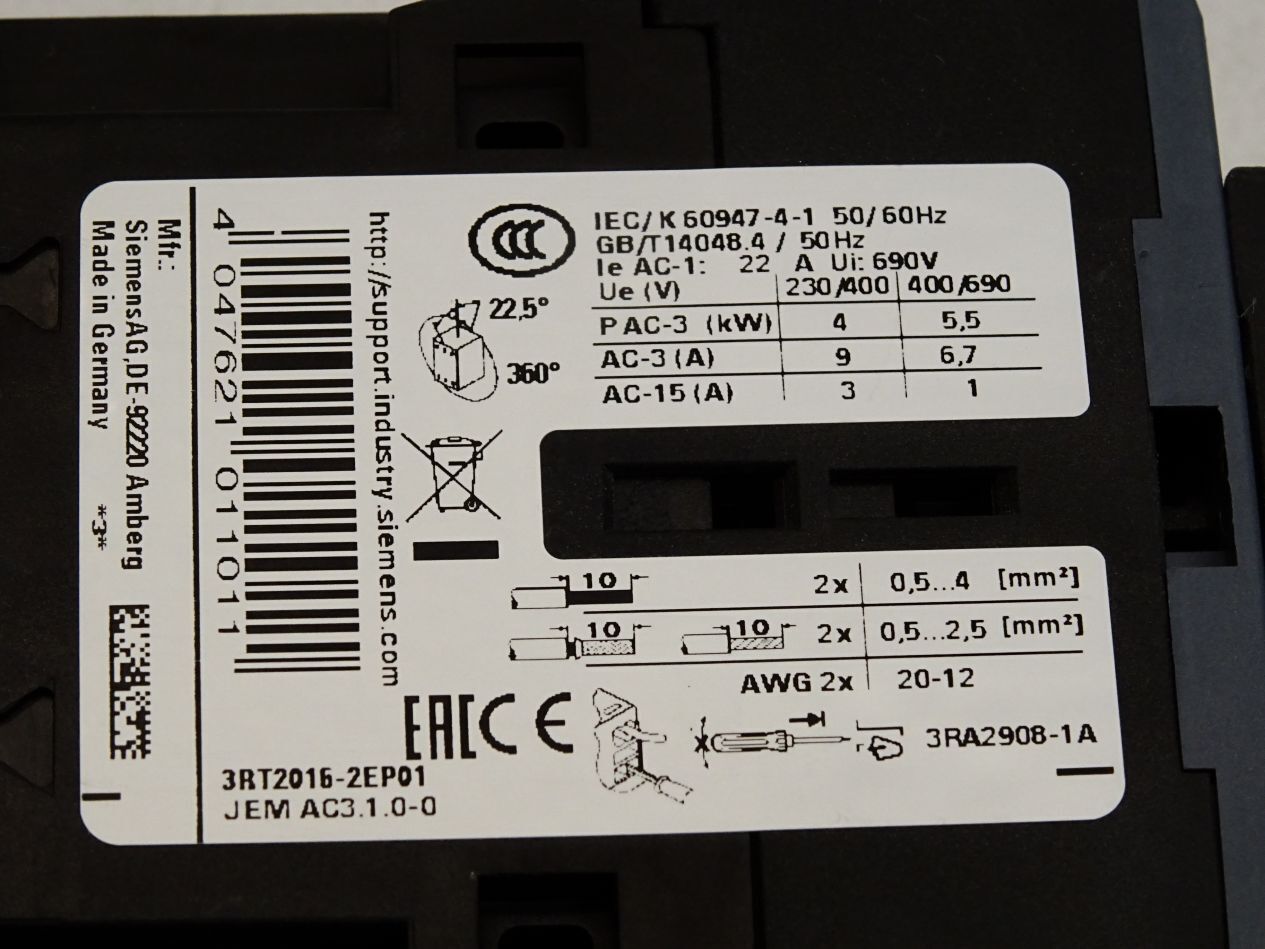 Mfr.:
Siemens AG, DE-92220 Amberg
Made in Germany *3*
4 047621 011011
http://support.industry.siemens.com
CCC
22,5°
360°
IEC/K 60947-4-1 50/60Hz
GB/T14048.4 / 50Hz
Ie AC-1: 22 A Ui: 690V
Ue (V) 230/400 400/690
P AC-3 (kW) 4 5,5
AC-3 (A) 9 6,7
AC-15 (A) 3 1
10 2x 0,5...4 [mm²]
10 10 2x 0,5...2,5 [mm²]
AWG 2x 20-12
3RA2908-1A
EAC CE
3RT2016-2EP01
JEM AC3.1.0-0